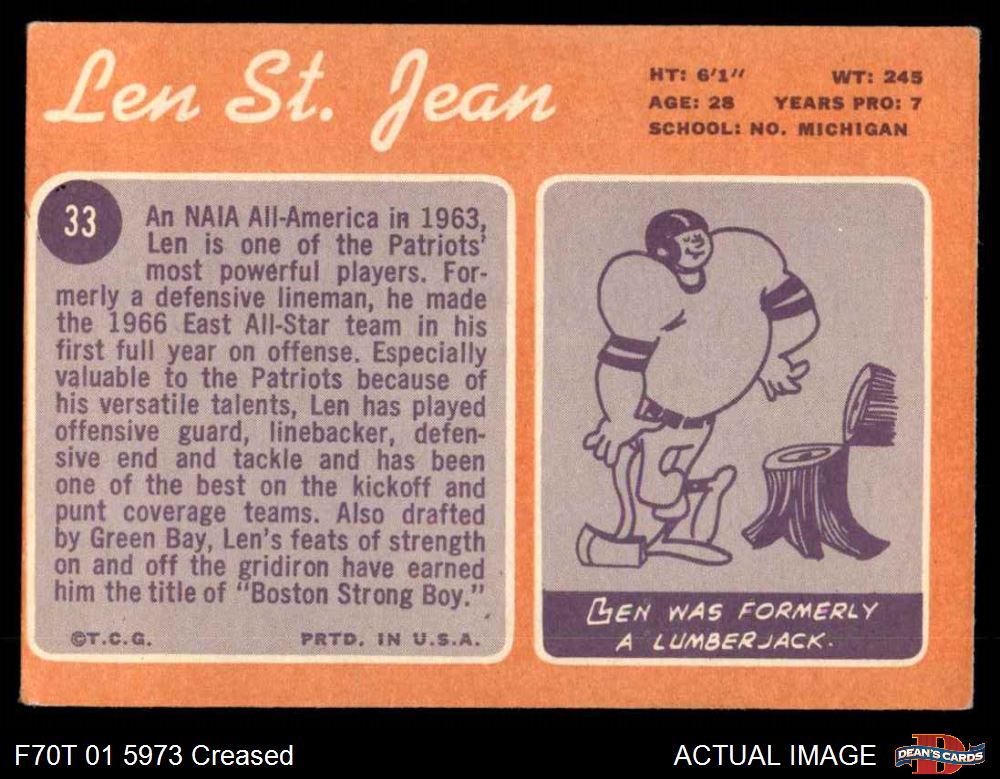 Len St. Jean
HT: 6'1" WT: 245
AGE: 28 YEARS PRO: 7
SCHOOL: NO. MICHIGAN
33
An NAIA All-America in 1963,
Len is one of the Patriots'
most powerful players. For-
merly a defensive lineman, he made
the 1966 East All-Star team in his
first full year on offense. Especially
valuable to the Patriots because of
his versatile talents, Len has played
offensive guard, linebacker, defen-
sive end and tackle and has been
one of the best on the kickoff and
punt coverage teams. Also drafted
by Green Bay, Len's feats of strength
on and off the gridiron have earned
him the title of "Boston Strong Boy."
©T.C.G. PRTD. IN U.S.A.
LEN WAS FORMERLY
A LUMBERJACK.
F70T 01 5973 Creased
ACTUAL IMAGE
D
DEAN'S CARDS